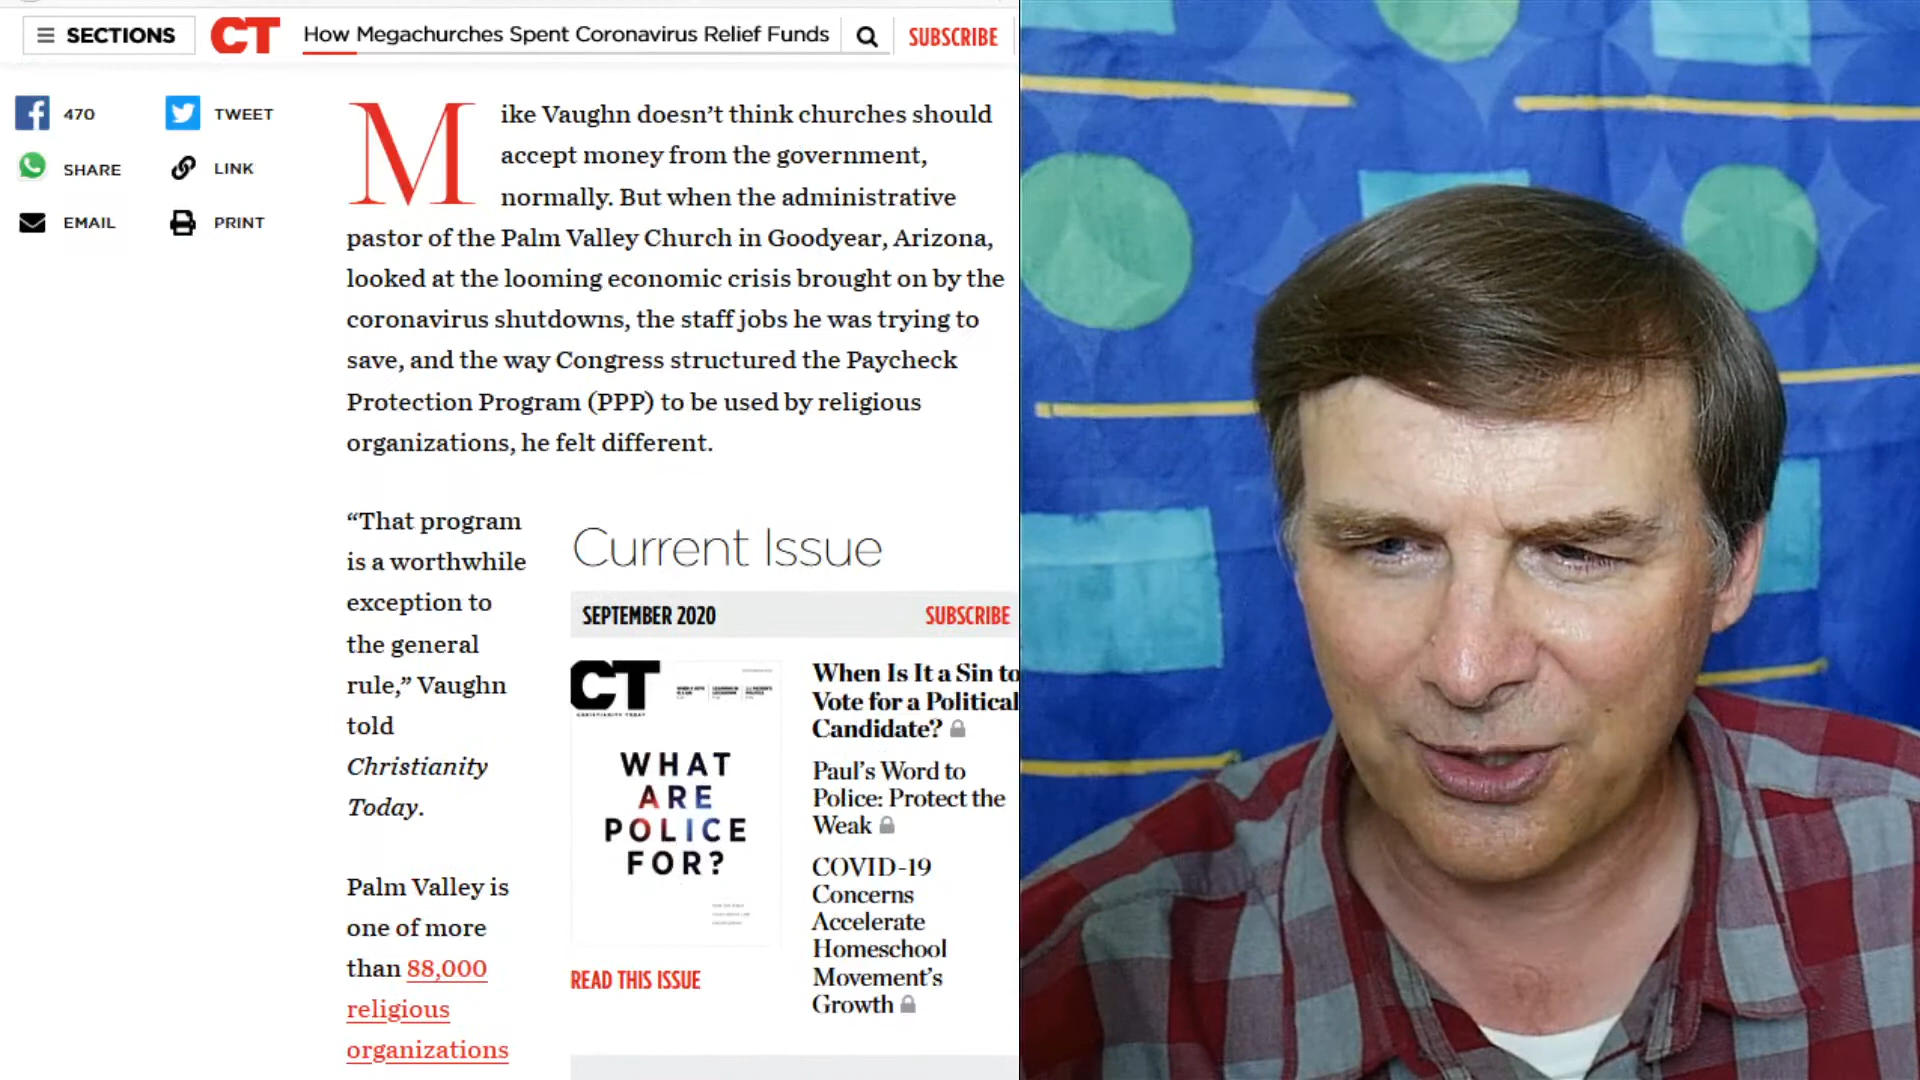 SECTIONS
CT
How Megachurches Spent Coronavirus Relief Funds
SUBSCRIBE
470
TWEET
SHARE
LINK
EMAIL
PRINT
Mike Vaughn doesn’t think churches should
accept money from the government,
normally. But when the administrative
pastor of the Palm Valley Church in Goodyear, Arizona,
looked at the looming economic crisis brought on by the
coronavirus shutdowns, the staff jobs he was trying to
save, and the way Congress structured the Paycheck
Protection Program (PPP) to be used by religious
organizations, he felt different.
“That program
is a worthwhile
exception to
the general
rule,” Vaughn
told
Christianity
Today.
Palm Valley is
one of more
than 88,000
religious
organizations
Current Issue
SEPTEMBER 2020
SUBSCRIBE
CT
CHRISTIANITY TODAY
WHAT
ARE
POLICE
FOR?
READ THIS ISSUE
When Is It a Sin to
Vote for a Political
Candidate?
Paul’s Word to
Police: Protect the
Weak
COVID-19
Concerns
Accelerate
Homeschool
Movement’s
Growth